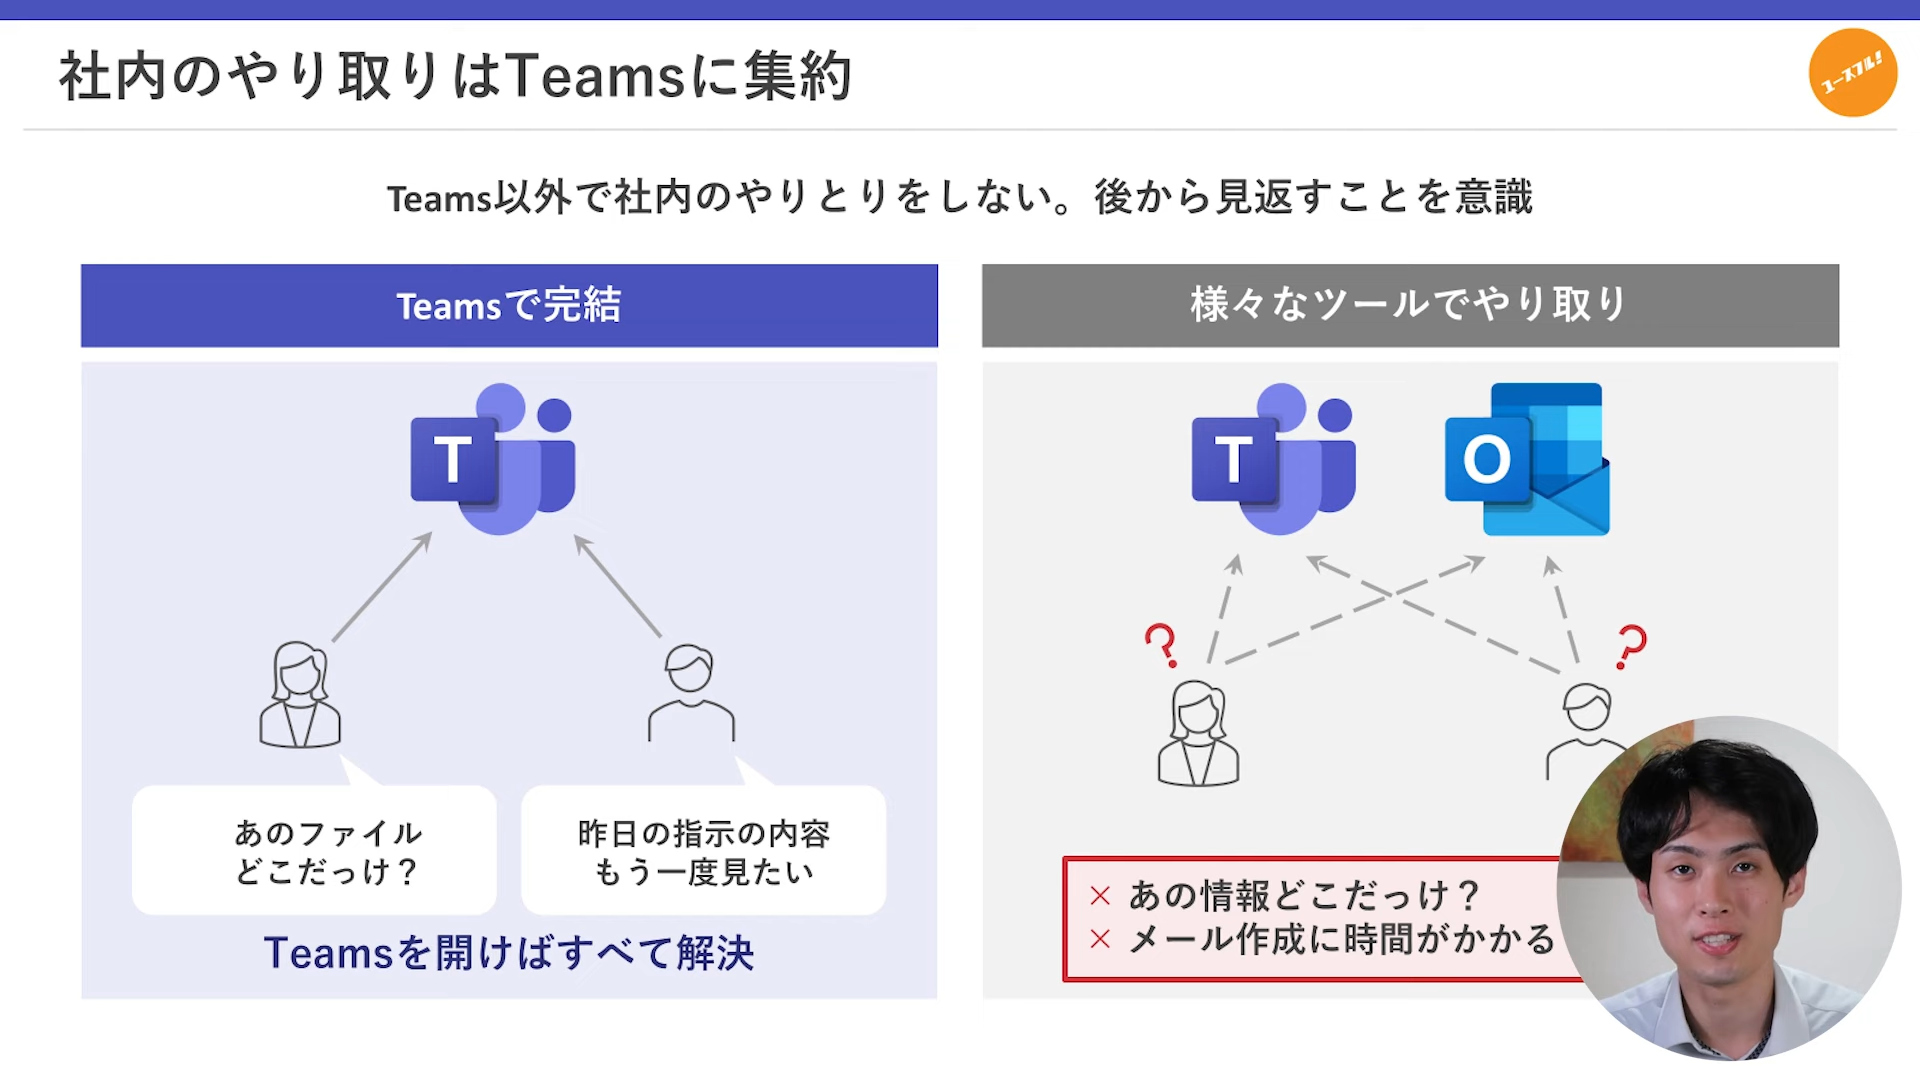 社内のやり取りはTeamsに集約
ユースフル!
Teams以外で社内のやりとりをしない。後から見返すことを意識
Teamsで完結
T
あのファイル
どこだっけ？
昨日の指示の内容
もう一度見たい
Teamsを開けばすべて解決
様々なツールでやり取り
T
O
?
?
× あの情報どこだっけ？
× メール作成に時間がかかる